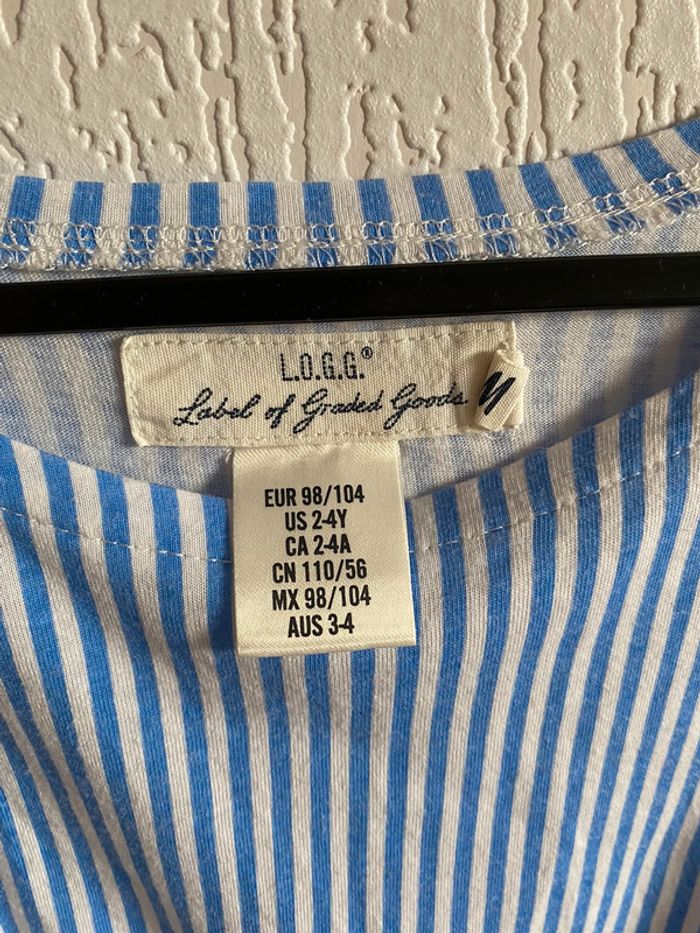 L.O.G.G.®
Label of Graded Goods
EUR 98/104
US 2-4Y
CA 2-4A
CN 110/56
MX 98/104
AUS 3-4